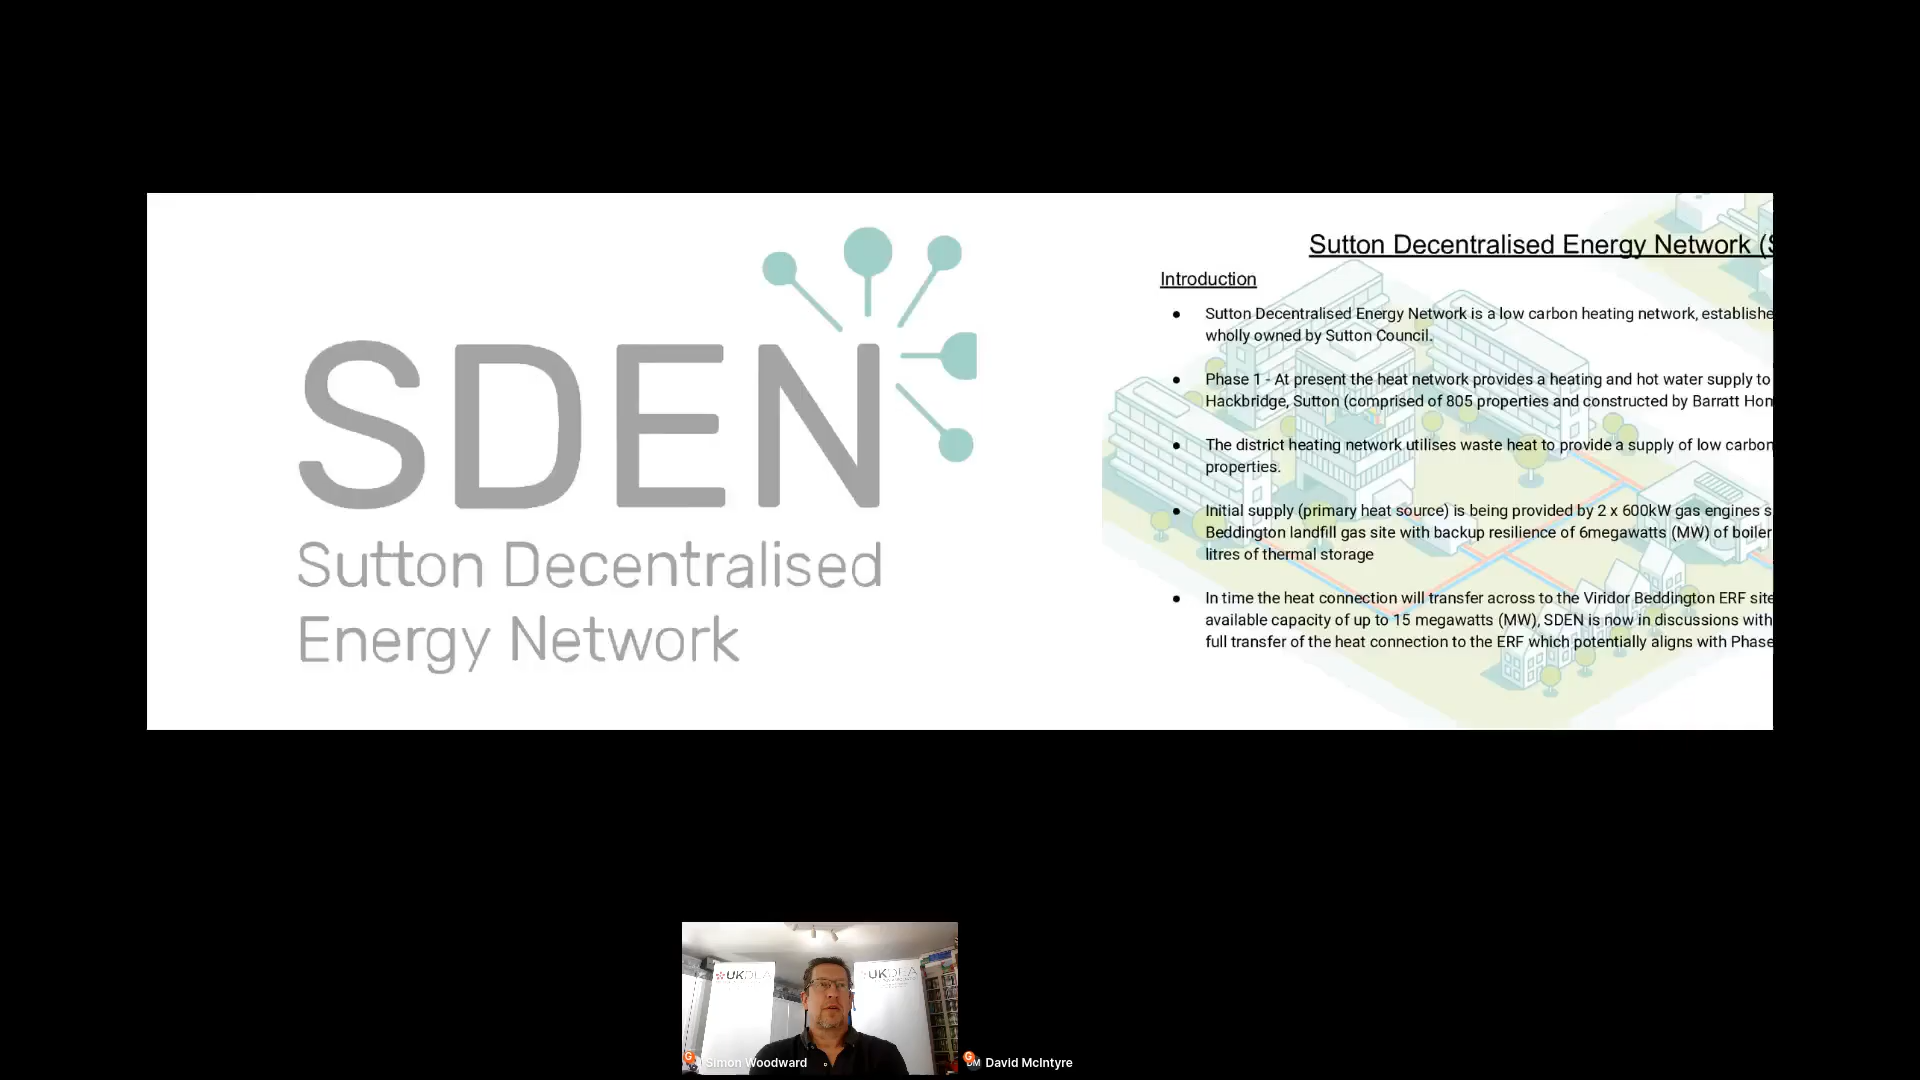 SDEN
Sutton Decentralised
Energy Network
Sutton Decentralised Energy Network (
Introduction
● Sutton Decentralised Energy Network is a low carbon heating network, establishe
wholly owned by Sutton Council.
● Phase 1 - At present the heat network provides a heating and hot water supply to
Hackbridge, Sutton (comprised of 805 properties and constructed by Barratt Hom
● The district heating network utilises waste heat to provide a supply of low carbon
properties.
● Initial supply (primary heat source) is being provided by 2 x 600kW gas engines s
Beddington landfill gas site with backup resilience of 6megawatts (MW) of boiler
litres of thermal storage
● In time the heat connection will transfer across to the Viridor Beddington ERF site
available capacity of up to 15 megawatts (MW), SDEN is now in discussions with
full transfer of the heat connection to the ERF which potentially aligns with Phase
UKDEA
UKDEA
Simon Woodward
DM
David McIntyre